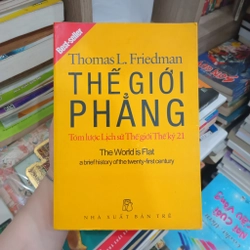 Best-seller
Thomas L. Friedman
THẾ GIỚI
PHẲNG
Tóm lược Lịch sử Thế giới Thế kỷ 21
The World is Flat
a brief history of the twenty-first century
NHÀ XUẤT BẢN TRẺ